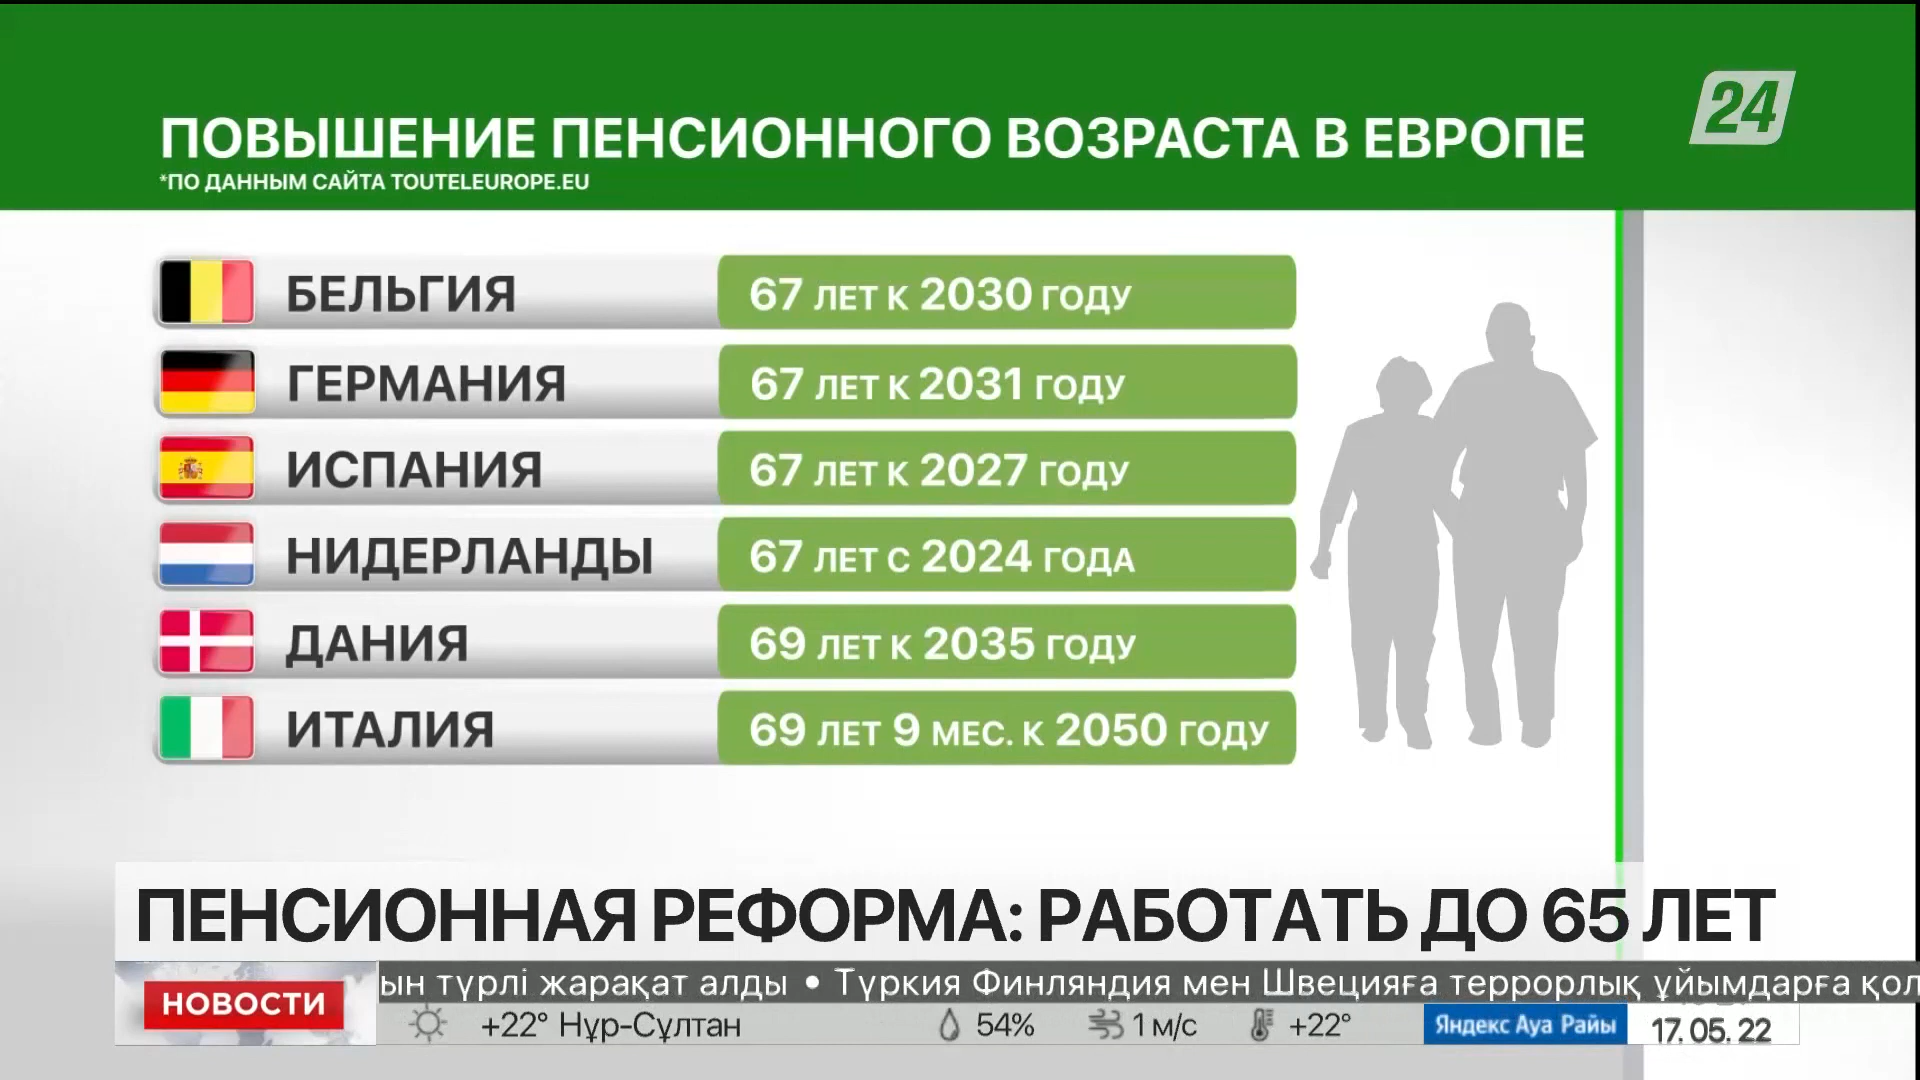 ПОВЫШЕНИЕ ПЕНСИОННОГО ВОЗРАСТА В ЕВРОПЕ
24
*ПО ДАННЫМ САЙТА TOUTELEUROPE.EU
БЕЛЬГИЯ 67 ЛЕТ К 2030 ГОДУ
ГЕРМАНИЯ 67 ЛЕТ К 2031 ГОДУ
ИСПАНИЯ 67 ЛЕТ К 2027 ГОДУ
НИДЕРЛАНДЫ 67 ЛЕТ С 2024 ГОДА
ДАНИЯ 69 ЛЕТ К 2035 ГОДУ
ИТАЛИЯ 69 ЛЕТ 9 МЕС. К 2050 ГОДУ
ПЕНСИОННАЯ РЕФОРМА: РАБОТАТЬ ДО 65 ЛЕТ
НОВОСТИ
ын түрлі жарақат алды • Түркия Финляндия мен Швецияға террорлық ұйымдарға қол
+22° Нұр-Сұлтан 54% 1 м/с +22° Яндекс Ауа Райы 17. 05. 22